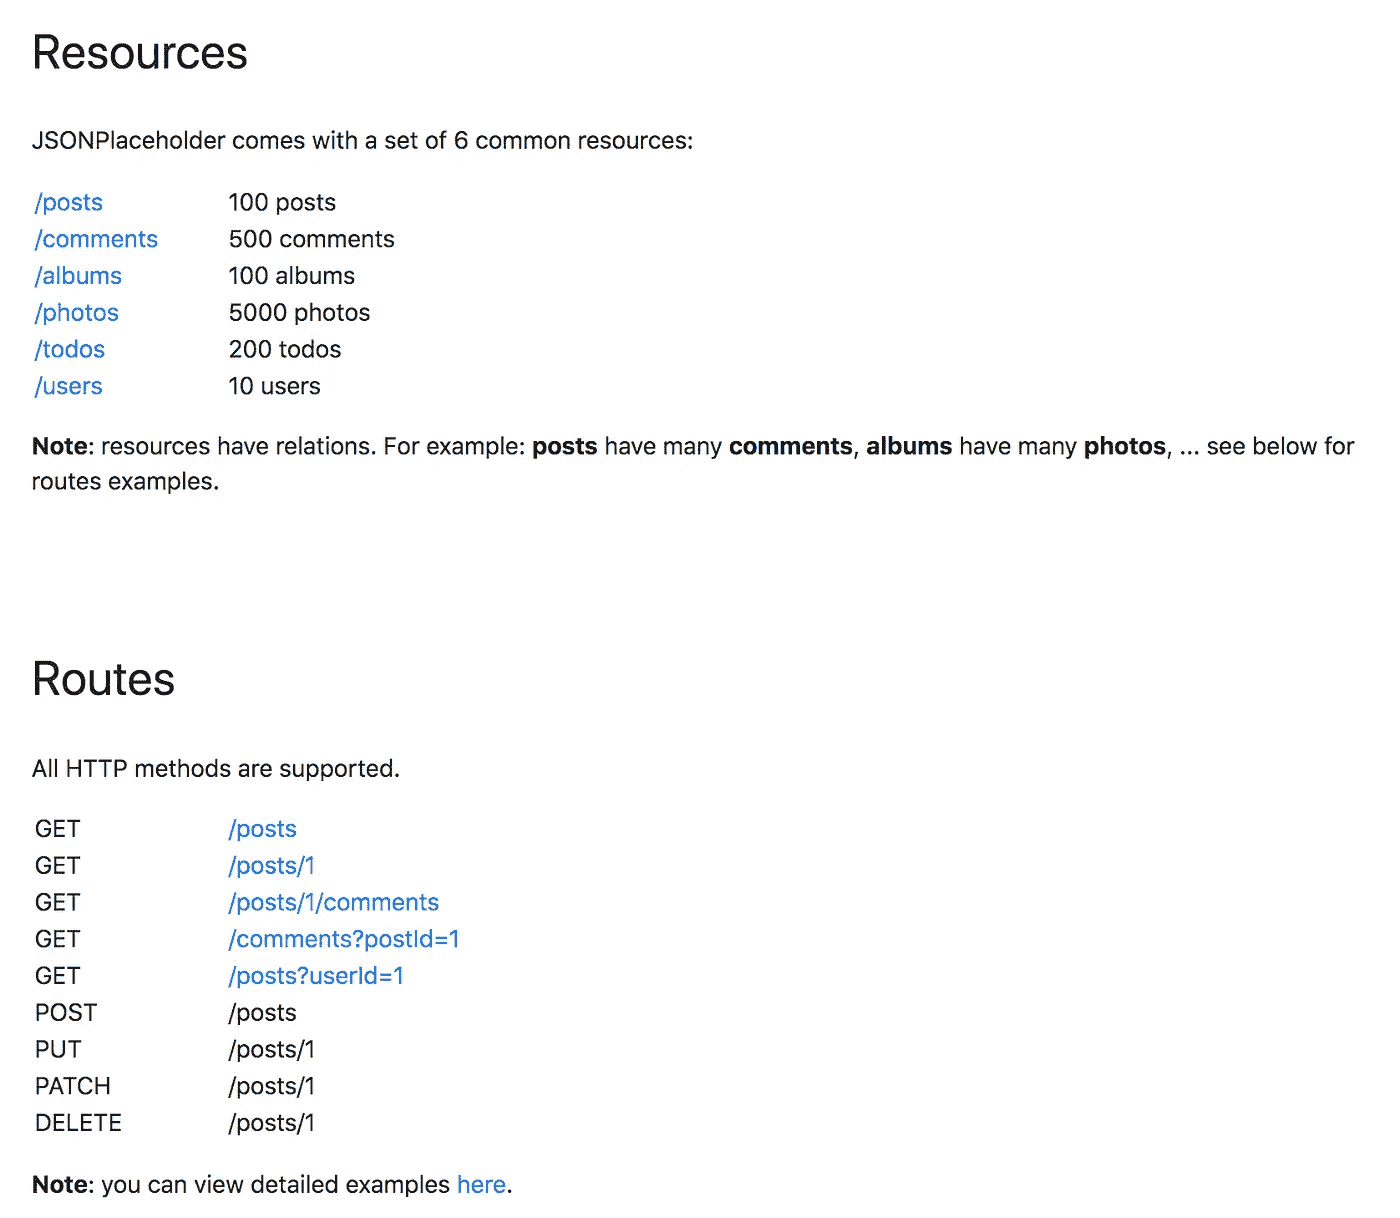 Resources
JSONPlaceholder comes with a set of 6 common resources:
/posts 100 posts
/comments 500 comments
/albums 100 albums
/photos 5000 photos
/todos 200 todos
/users 10 users
Note: resources have relations. For example: posts have many comments, albums have many photos, ... see below for
routes examples.
Routes
All HTTP methods are supported.
GET /posts
GET /posts/1
GET /posts/1/comments
GET /comments?postId=1
GET /posts?userId=1
POST /posts
PUT /posts/1
PATCH /posts/1
DELETE /posts/1
Note: you can view detailed examples here.